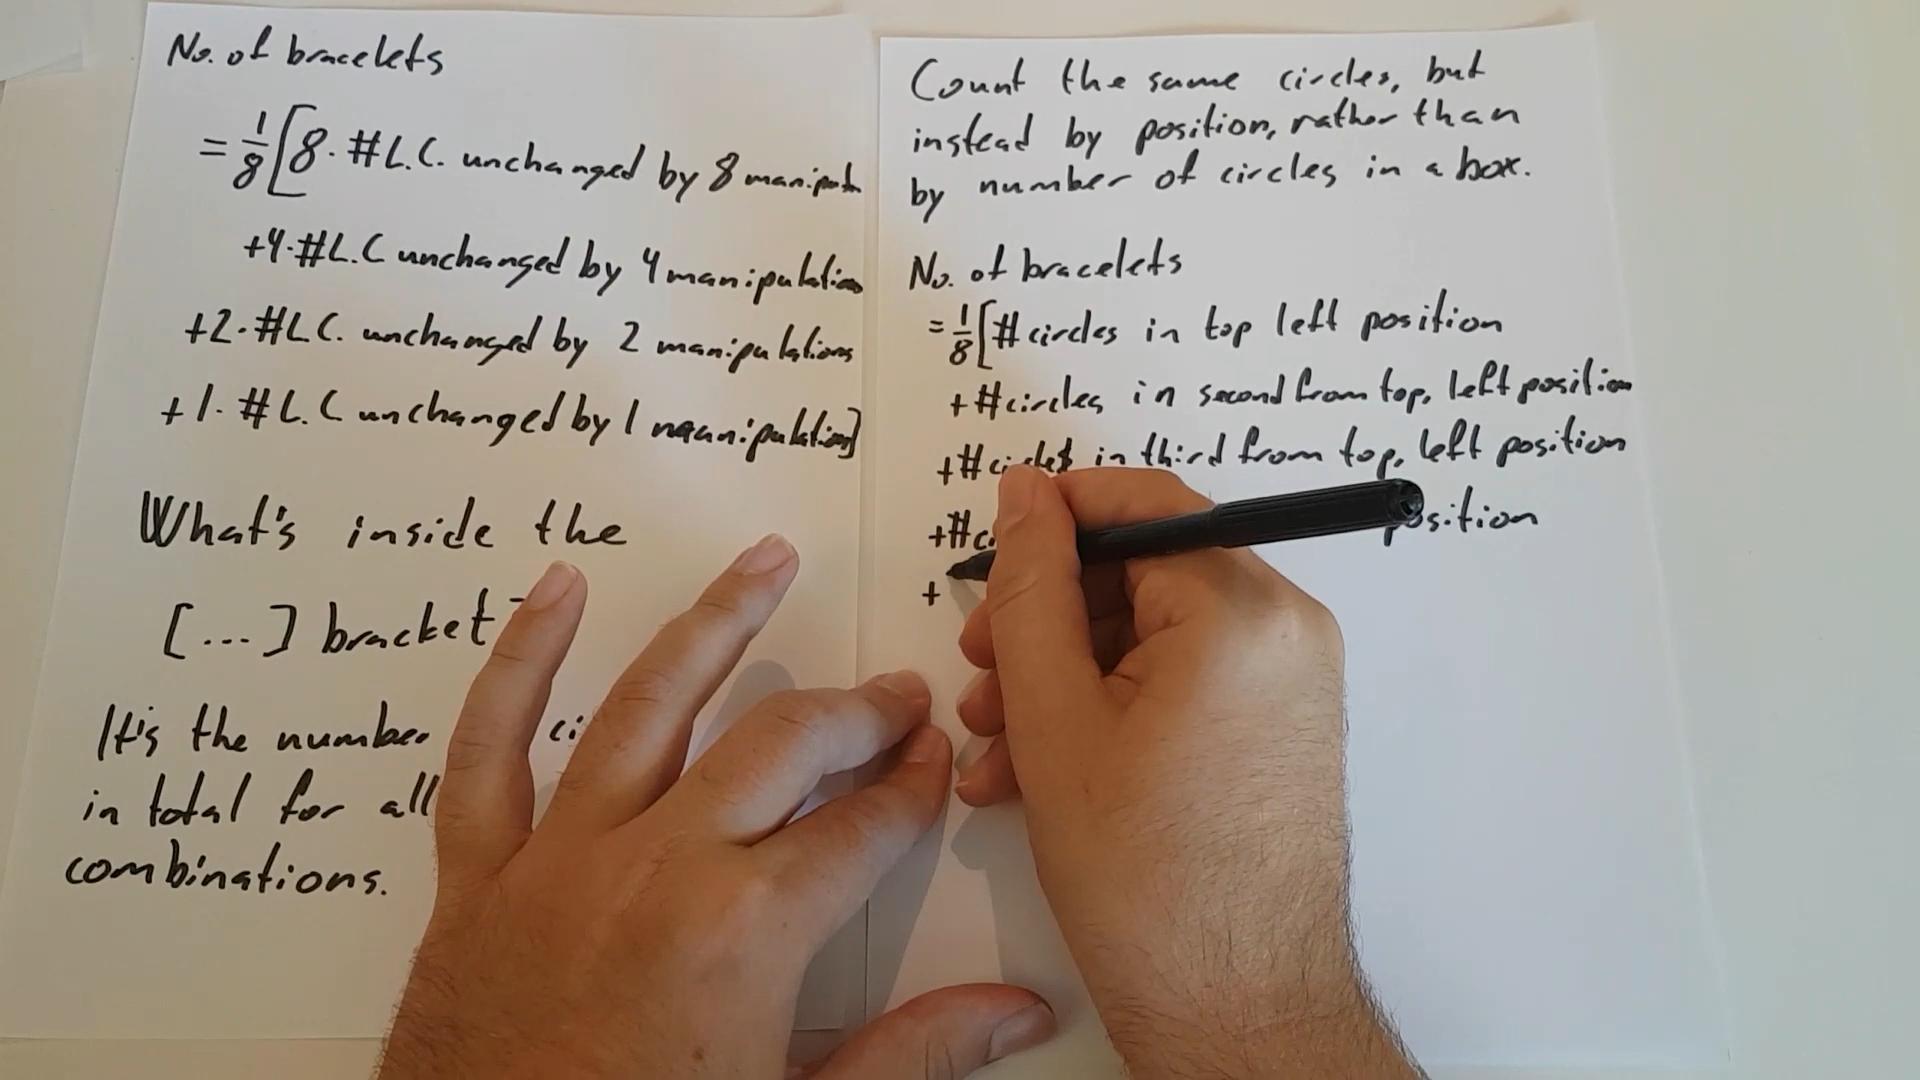 No. of bracelets
= 1/8 [8 · #L.C. unchanged by 8 manipula
+4·#L.C unchanged by 4 manipulation
+2·#L.C. unchanged by 2 manipulations
+1· #L.C unchanged by 1 manipulation]
What's inside the
[...] bracket
It's the number ci
in total for all
combinations.
Count the same circles, but
instead by position, rather than
by number of circles in a box.
No. of bracelets
= 1/8 [# circles in top left position
+#circles in second from top, left position
+#circles in third from top, left position
+#ci position
+